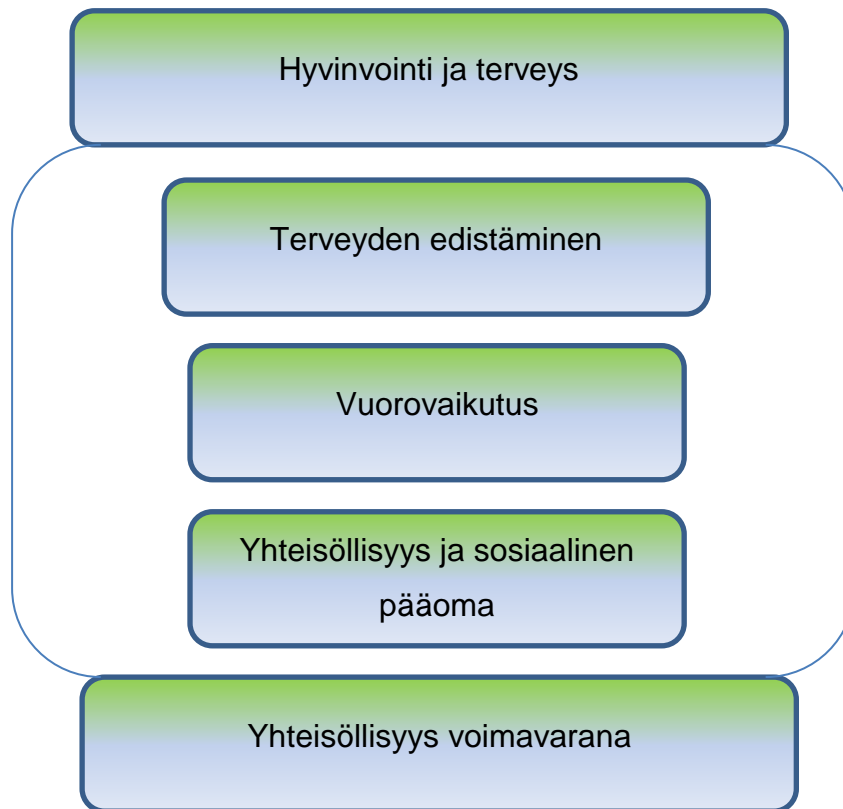 Hyvinvointi ja terveys
Terveyden edistäminen
Vuorovaikutus
Yhteisöllisyys ja sosiaalinen
pääoma
Yhteisöllisyys voimavarana